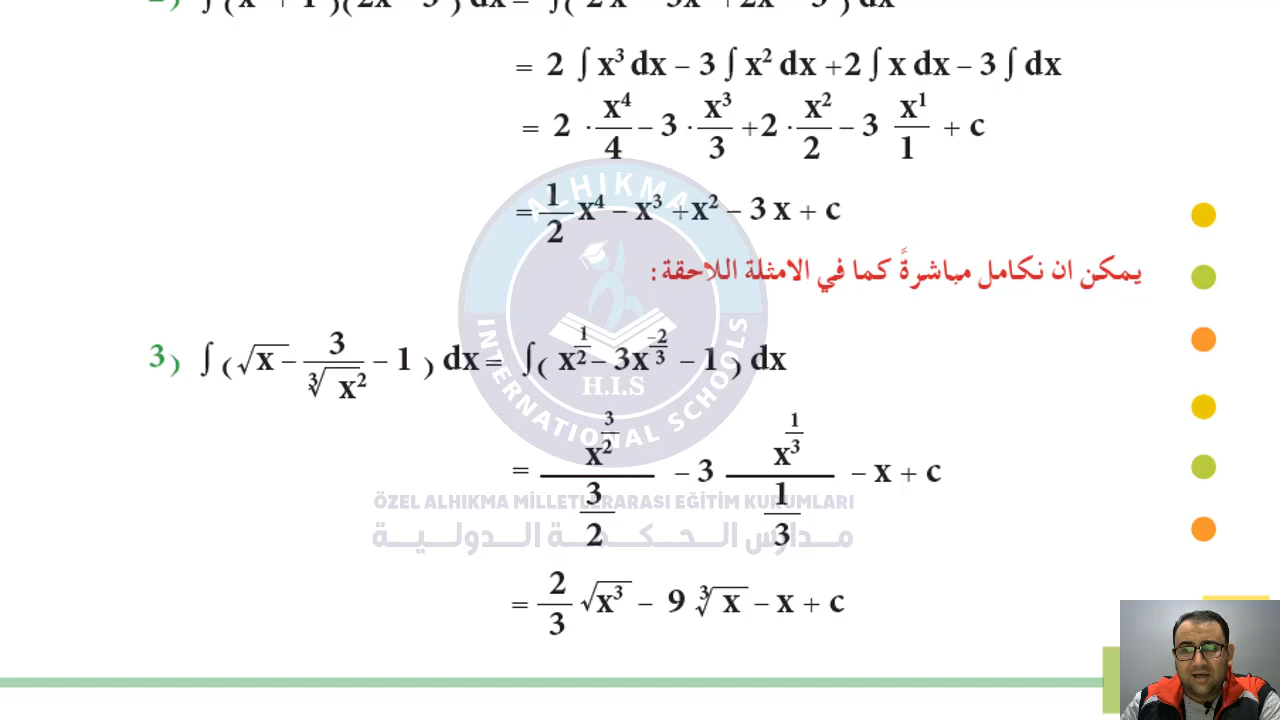 = 2 ∫ x³ dx – 3 ∫ x² dx +2 ∫ x dx – 3 ∫ dx
= 2 · x⁴/4 – 3 · x³/3 +2 · x²/2 – 3 x¹/1 + c
= 1/2 x⁴ – x³ +x² – 3 x + c
يمكن ان نكامل مباشرةً كما في الامثلة اللاحقة :
3) ∫ ( √x – 3/∛x² – 1 ) dx = ∫( x^(1/2) – 3x^(–2/3) – 1 ) dx
= x^(3/2)/(3/2) – 3 x^(1/3)/(1/3) – x + c
= 2/3 √x³ – 9 ∛x – x + c
ALHIKMA
INTERNATIONAL SCHOOLS
H.I.S
ÖZEL ALHIKMA MİLLETLERARASI EĞİTİM KURUMLARI
مدارس الحكمة الدولية